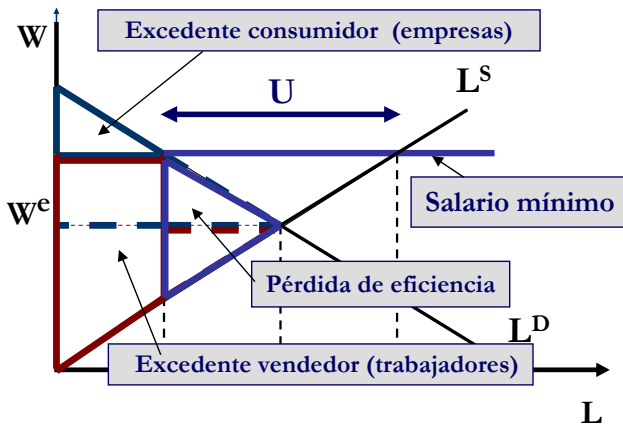 W
Excedente consumidor (empresas)
U
L^S
W^e
Salario mínimo
Pérdida de eficiencia
L^D
Excedente vendedor (trabajadores)
L